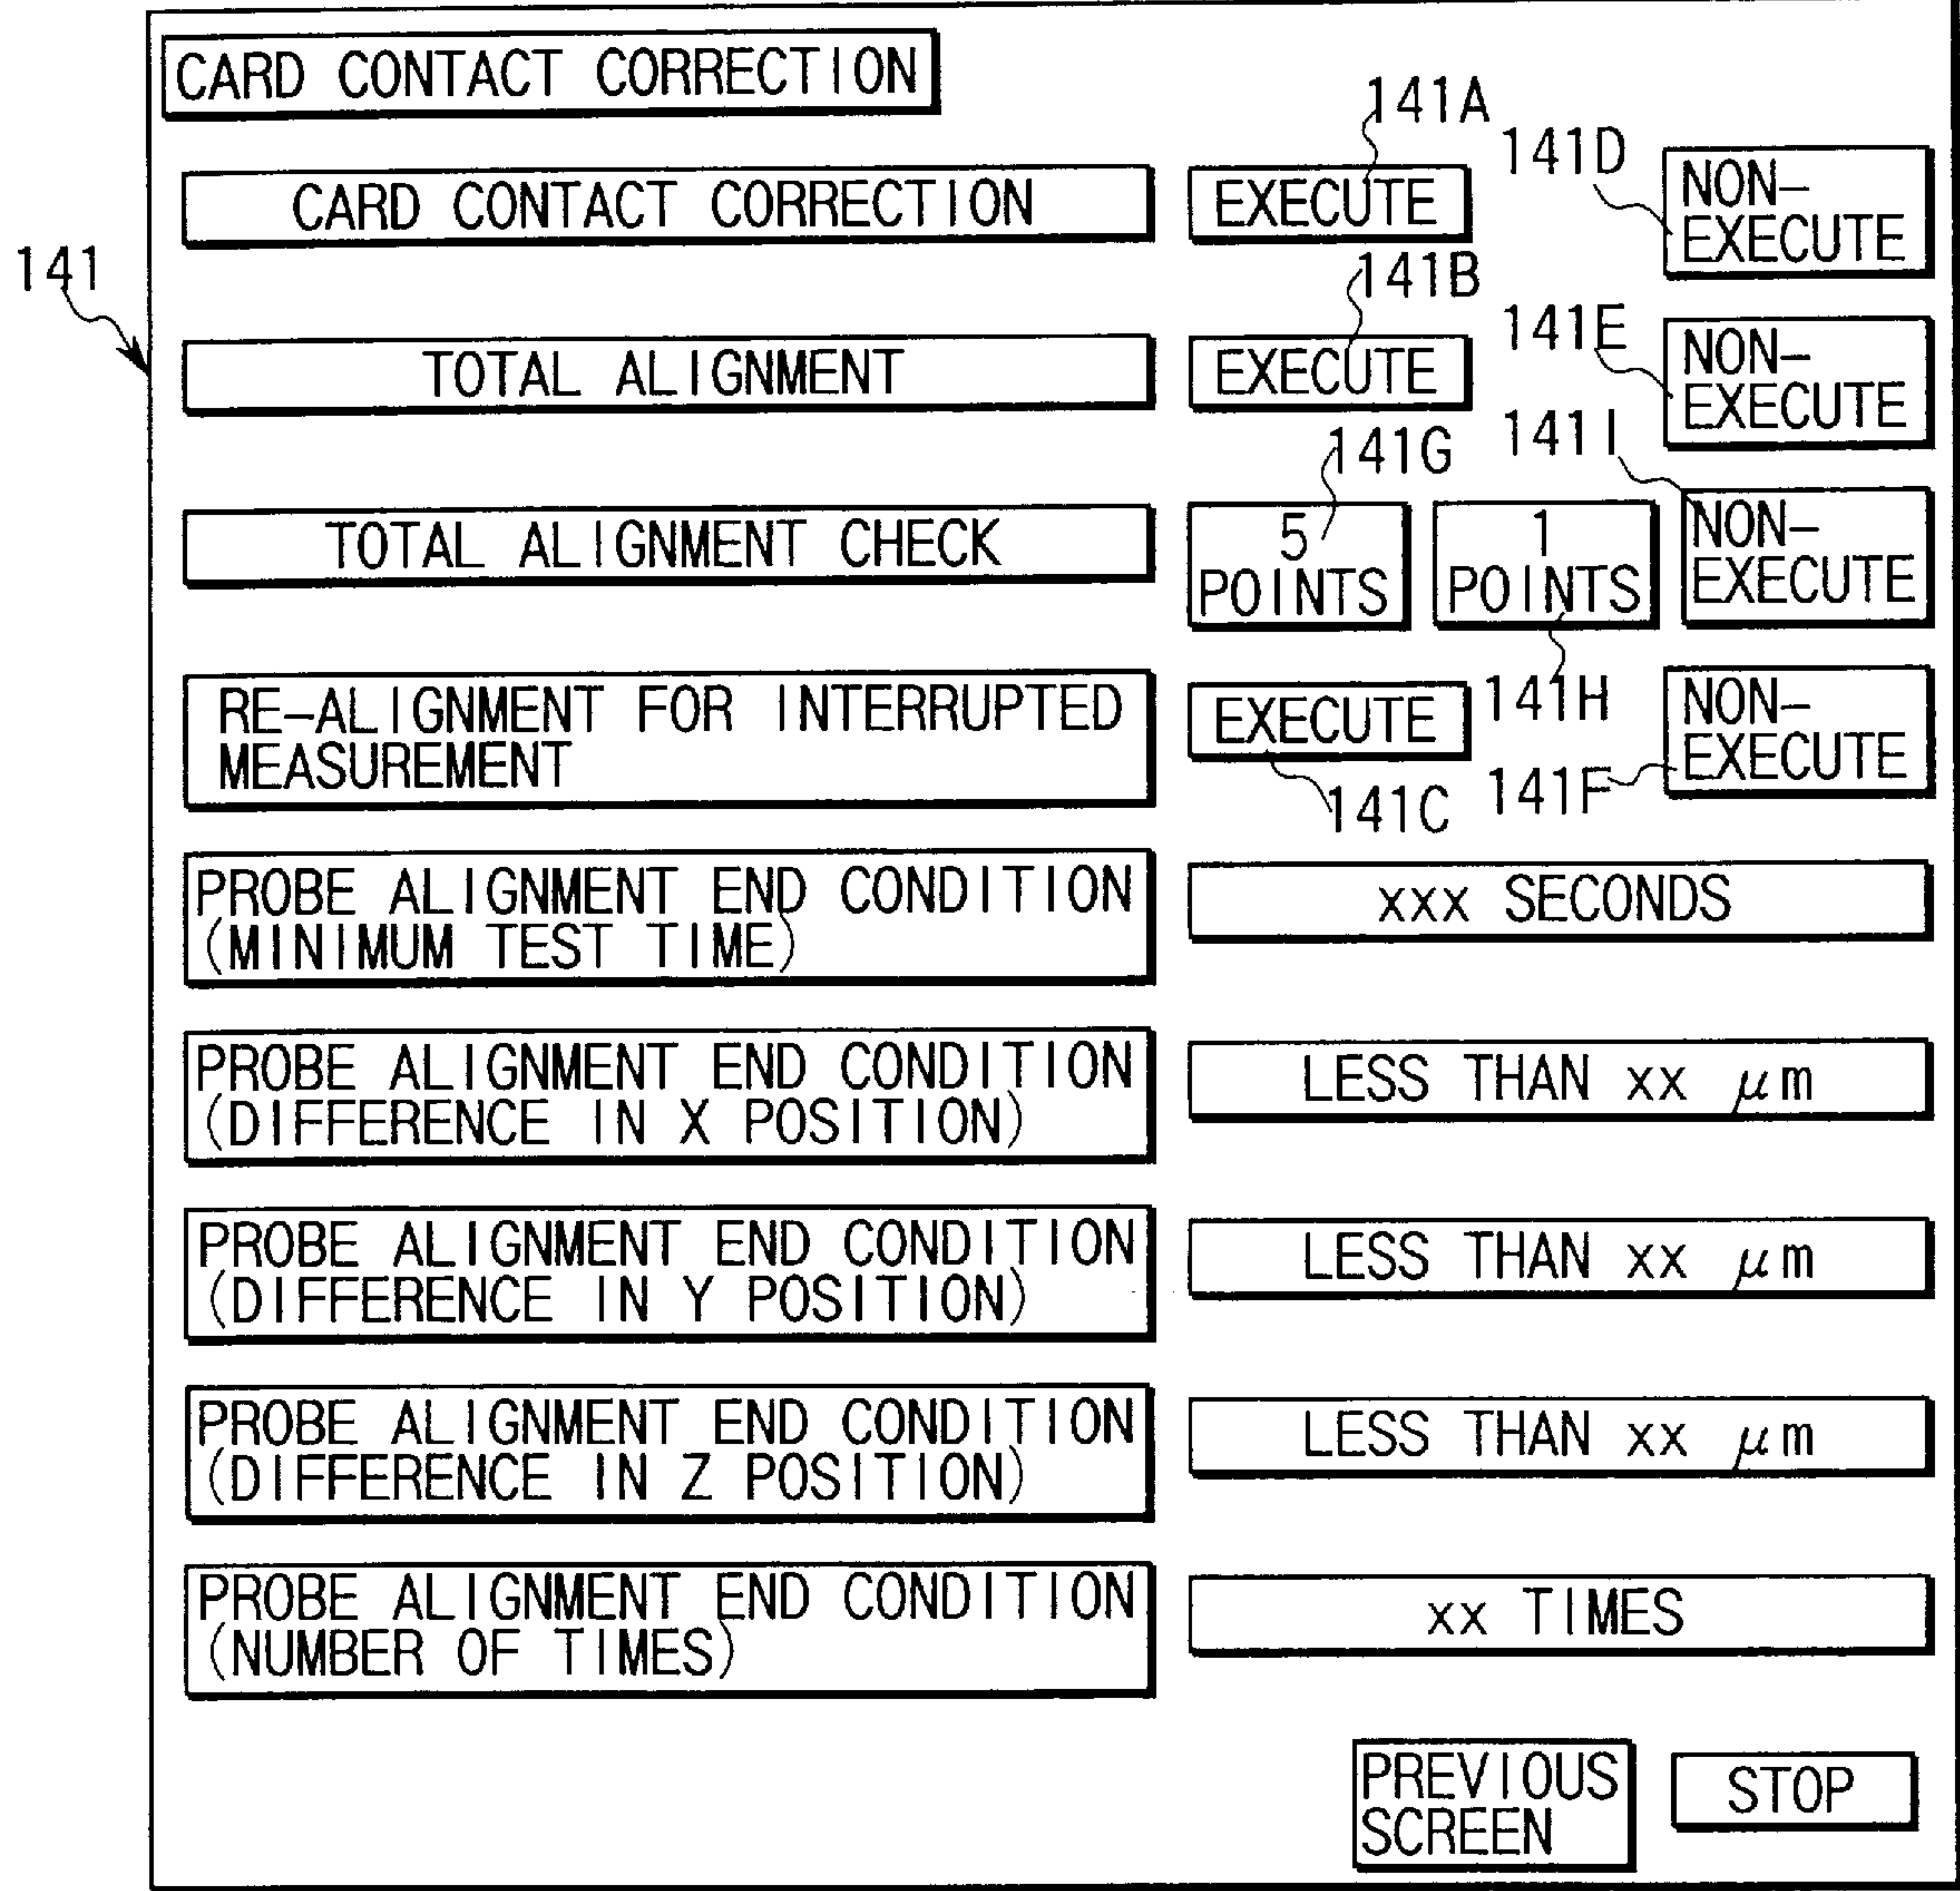 CARD CONTACT CORRECTION
141A
141D
CARD CONTACT CORRECTION
EXECUTE
NON-
EXECUTE
141
141B
141E
TOTAL ALIGNMENT
EXECUTE
NON-
EXECUTE
141G
141I
TOTAL ALIGNMENT CHECK
5
POINTS
1
POINTS
NON-
EXECUTE
RE-ALIGNMENT FOR INTERRUPTED
MEASUREMENT
EXECUTE
141H
NON-
EXECUTE
141C
141F
PROBE ALIGNMENT END CONDITION
(MINIMUM TEST TIME)
xxx SECONDS
PROBE ALIGNMENT END CONDITION
(DIFFERENCE IN X POSITION)
LESS THAN xx μm
PROBE ALIGNMENT END CONDITION
(DIFFERENCE IN Y POSITION)
LESS THAN xx μm
PROBE ALIGNMENT END CONDITION
(DIFFERENCE IN Z POSITION)
LESS THAN xx μm
PROBE ALIGNMENT END CONDITION
(NUMBER OF TIMES)
xx TIMES
PREVIOUS
SCREEN
STOP